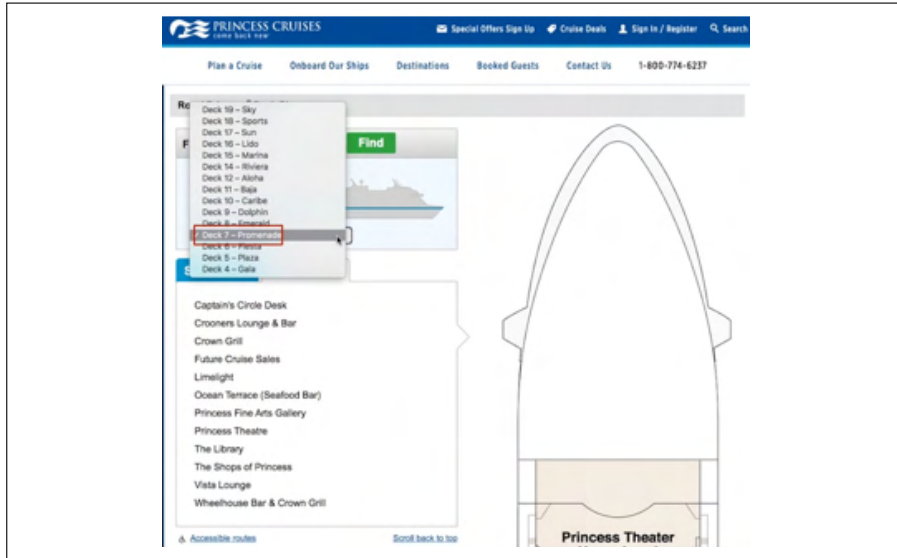 PRINCESS CRUISES
come back new
Special Offers Sign Up
Cruise Deals
Sign In / Register
Search
Plan a Cruise
Onboard Our Ships
Destinations
Booked Guests
Contact Us
1-800-774-6237
Deck 19 – Sky
Deck 18 – Sports
Deck 17 – Sun
Deck 16 – Lido
Deck 15 – Marina
Deck 14 – Riviera
Deck 12 – Aloha
Deck 11 – Baja
Deck 10 – Caribe
Deck 9 – Dolphin
Deck 8 – Emerald
✓ Deck 7 – Promenade
Deck 6 – Fiesta
Deck 5 – Plaza
Deck 4 – Gala
Find
Captain's Circle Desk
Crooners Lounge & Bar
Crown Grill
Future Cruise Sales
Limelight
Ocean Terrace (Seafood Bar)
Princess Fine Arts Gallery
Princess Theatre
The Library
The Shops of Princess
Vista Lounge
Wheelhouse Bar & Crown Grill
Accessible routes
Scroll back to top
Princess Theater